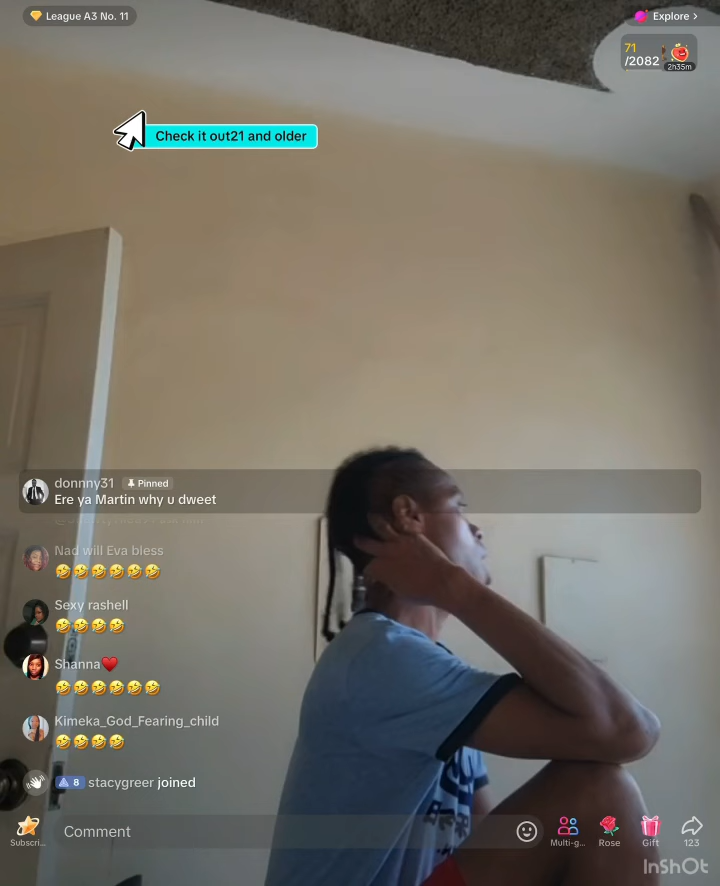 League A3 No. 11
Explore >
71
/2082
2h35m
Check it out21 and older
donnny31 Pinned
Ere ya Martin why u dweet
Nad will Eva bless
🤣🤣🤣🤣🤣🤣
Sexy rashell
🤣🤣🤣🤣
Shanna❤️
🤣🤣🤣🤣🤣🤣
Kimeka_God_Fearing_child
🤣🤣🤣🤣
8 stacygreer joined
Comment
Subscri...
Multi-g...
Rose
Gift
123
InShOt